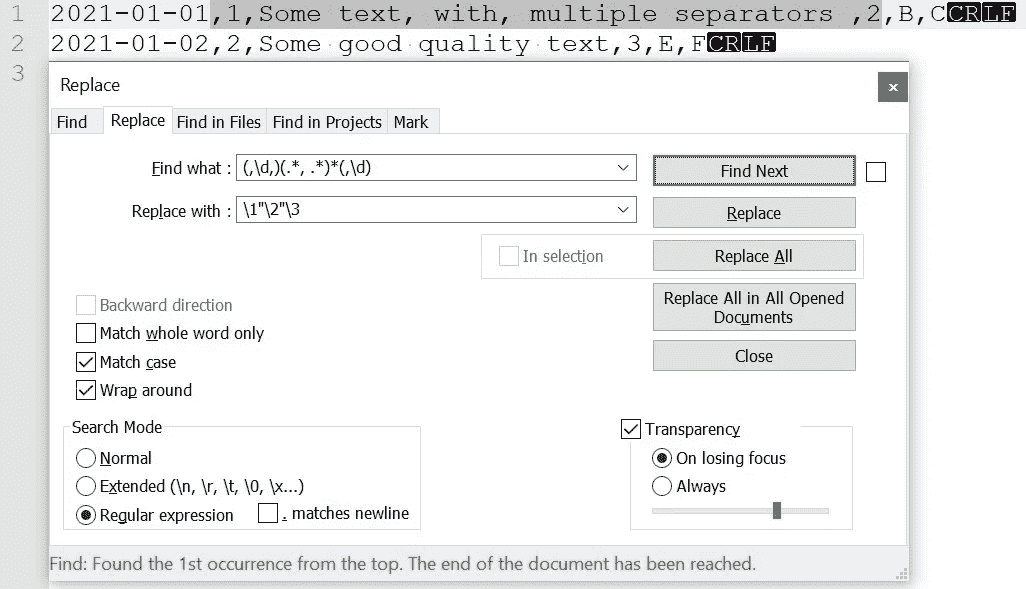 1 2021-01-01,1,Some text, with, multiple separators ,2,B,CCRLF
2 2021-01-02,2,Some good quality text,3,E,FCRLF
3
Replace
x
Find Replace Find in Files Find in Projects Mark
Find what : (,\d,)(.*, .*)*(,\d) Find Next
Replace with : \1"\2"\3 Replace
In selection Replace All
Replace All in All Opened
Documents
Close
Backward direction
Match whole word only
Match case
Wrap around
Search Mode
Normal
Extended (\n, \r, \t, \0, \x...)
Regular expression . matches newline
Transparency
On losing focus
Always
Find: Found the 1st occurrence from the top. The end of the document has been reached.